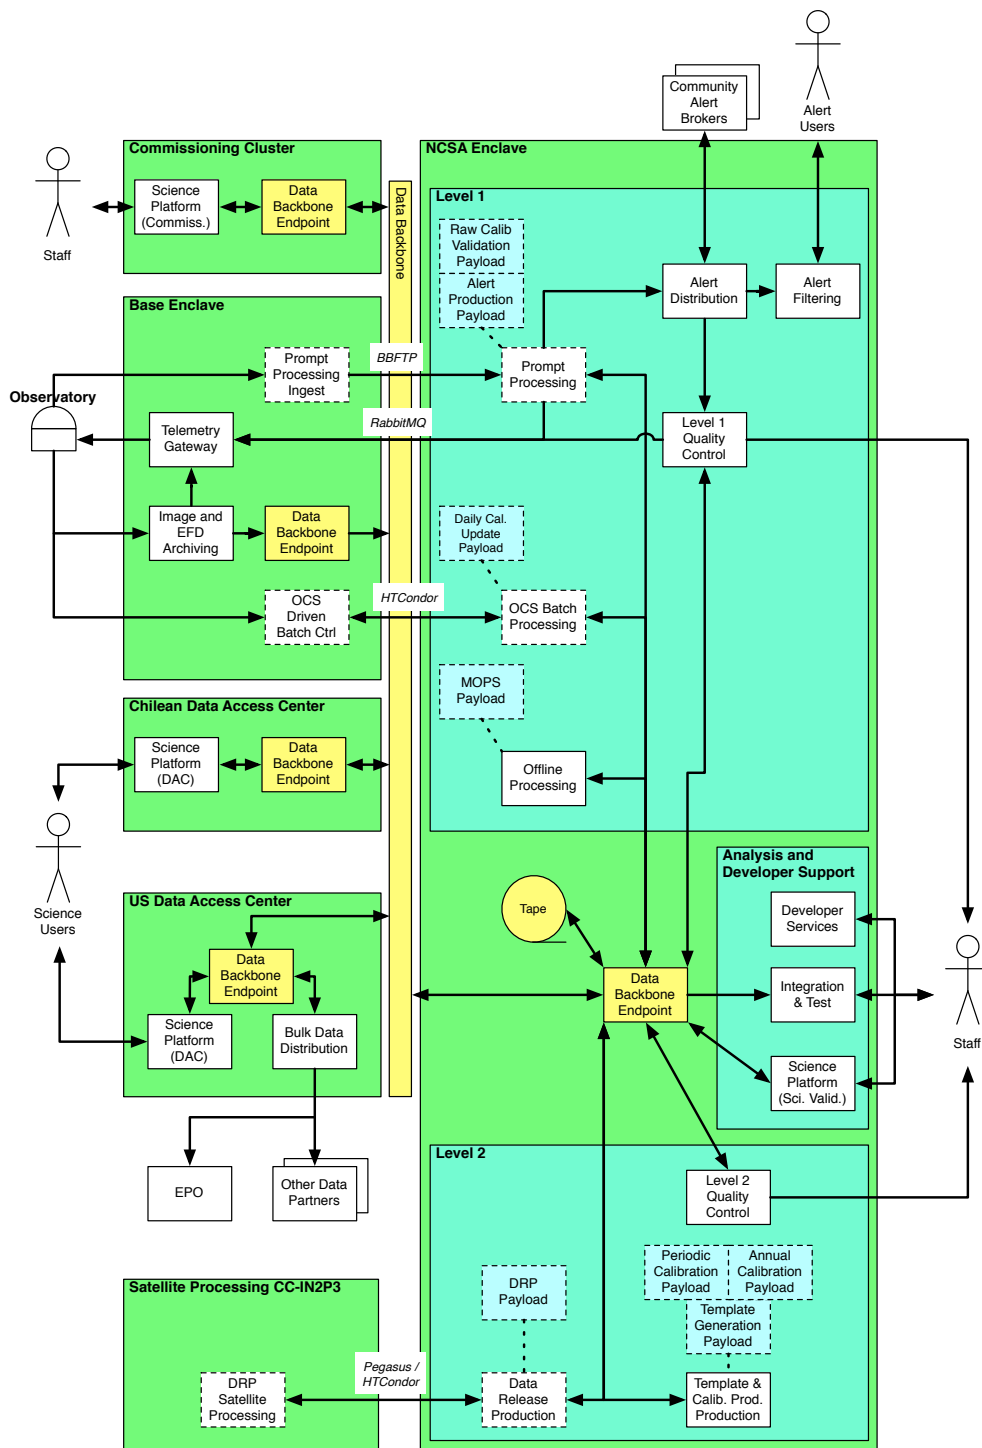 Community
Alert
Brokers
Alert
Users
Commissioning Cluster
Science
Platform
(Commiss.)
Data
Backbone
Endpoint
Staff
Data Backbone
NCSA Enclave
Level 1
Raw Calib
Validation
Payload
Alert
Production
Payload
Alert
Distribution
Alert
Filtering
Base Enclave
Prompt
Processing
Ingest
BBFTP
Prompt
Processing
Observatory
Telemetry
Gateway
RabbitMQ
Level 1
Quality
Control
Image and
EFD
Archiving
Data
Backbone
Endpoint
Daily Cal.
Update
Payload
OCS
Driven
Batch Ctrl
HTCondor
OCS Batch
Processing
MOPS
Payload
Chilean Data Access Center
Science
Platform
(DAC)
Data
Backbone
Endpoint
Offline
Processing
Science
Users
Analysis and
Developer Support
US Data Access Center
Tape
Developer
Services
Data
Backbone
Endpoint
Data
Backbone
Endpoint
Integration
& Test
Staff
Science
Platform
(DAC)
Bulk Data
Distribution
Science
Platform
(Sci. Valid.)
Level 2
EPO
Other Data
Partners
Level 2
Quality
Control
Periodic
Calibration
Payload
Annual
Calibration
Payload
Satellite Processing CC-IN2P3
DRP
Payload
Template
Generation
Payload
Pegasus /
HTCondor
DRP
Satellite
Processing
Data
Release
Production
Template &
Calib. Prod.
Production